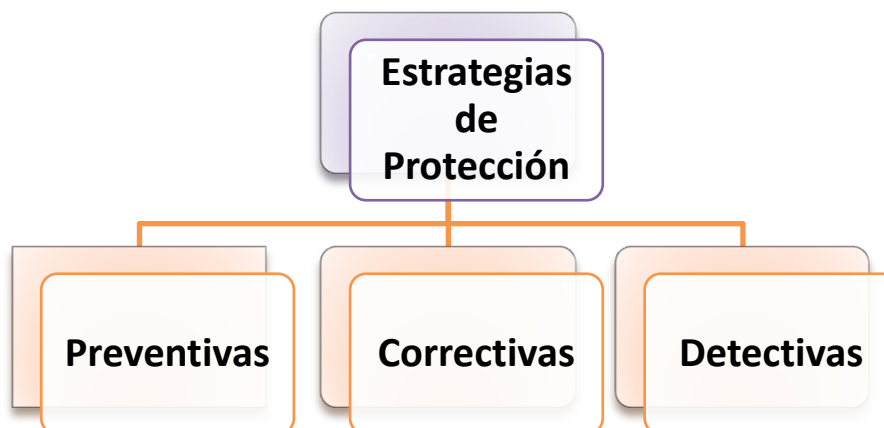 Estrategias
de
Protección
Preventivas
Correctivas
Detectivas